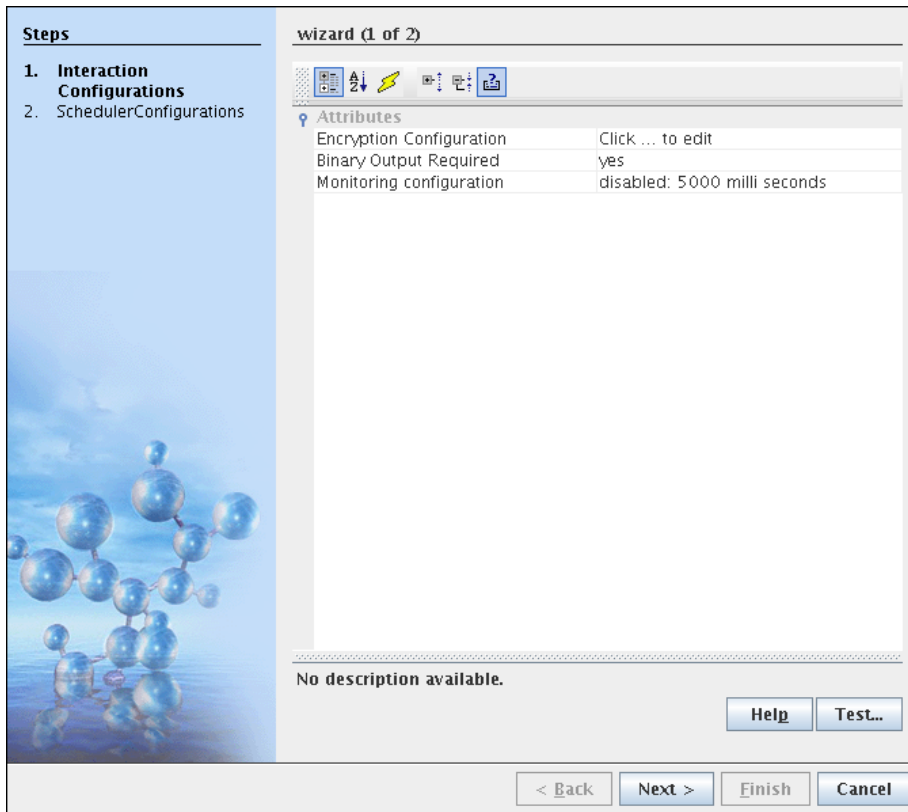 Steps
1. Interaction
Configurations
2. SchedulerConfigurations
wizard (1 of 2)
Attributes
Encryption Configuration Click ... to edit
Binary Output Required yes
Monitoring configuration disabled: 5000 milli seconds
No description available.
Help Test...
< Back Next > Finish Cancel